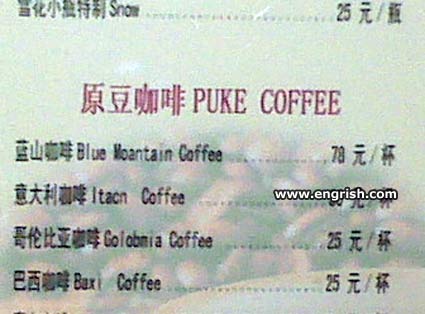 雪花小瓶特制 Snow 25 元/瓶
原豆咖啡 PUKE COFFEE
蓝山咖啡 Blue Moantain Coffee 78 元/杯
意大利咖啡 Itacn Coffee 元/杯
www.engrish.com
哥伦比亚咖啡 Golobmia Coffee 25 元/杯
巴西咖啡 Baxi Coffee 25 元/杯